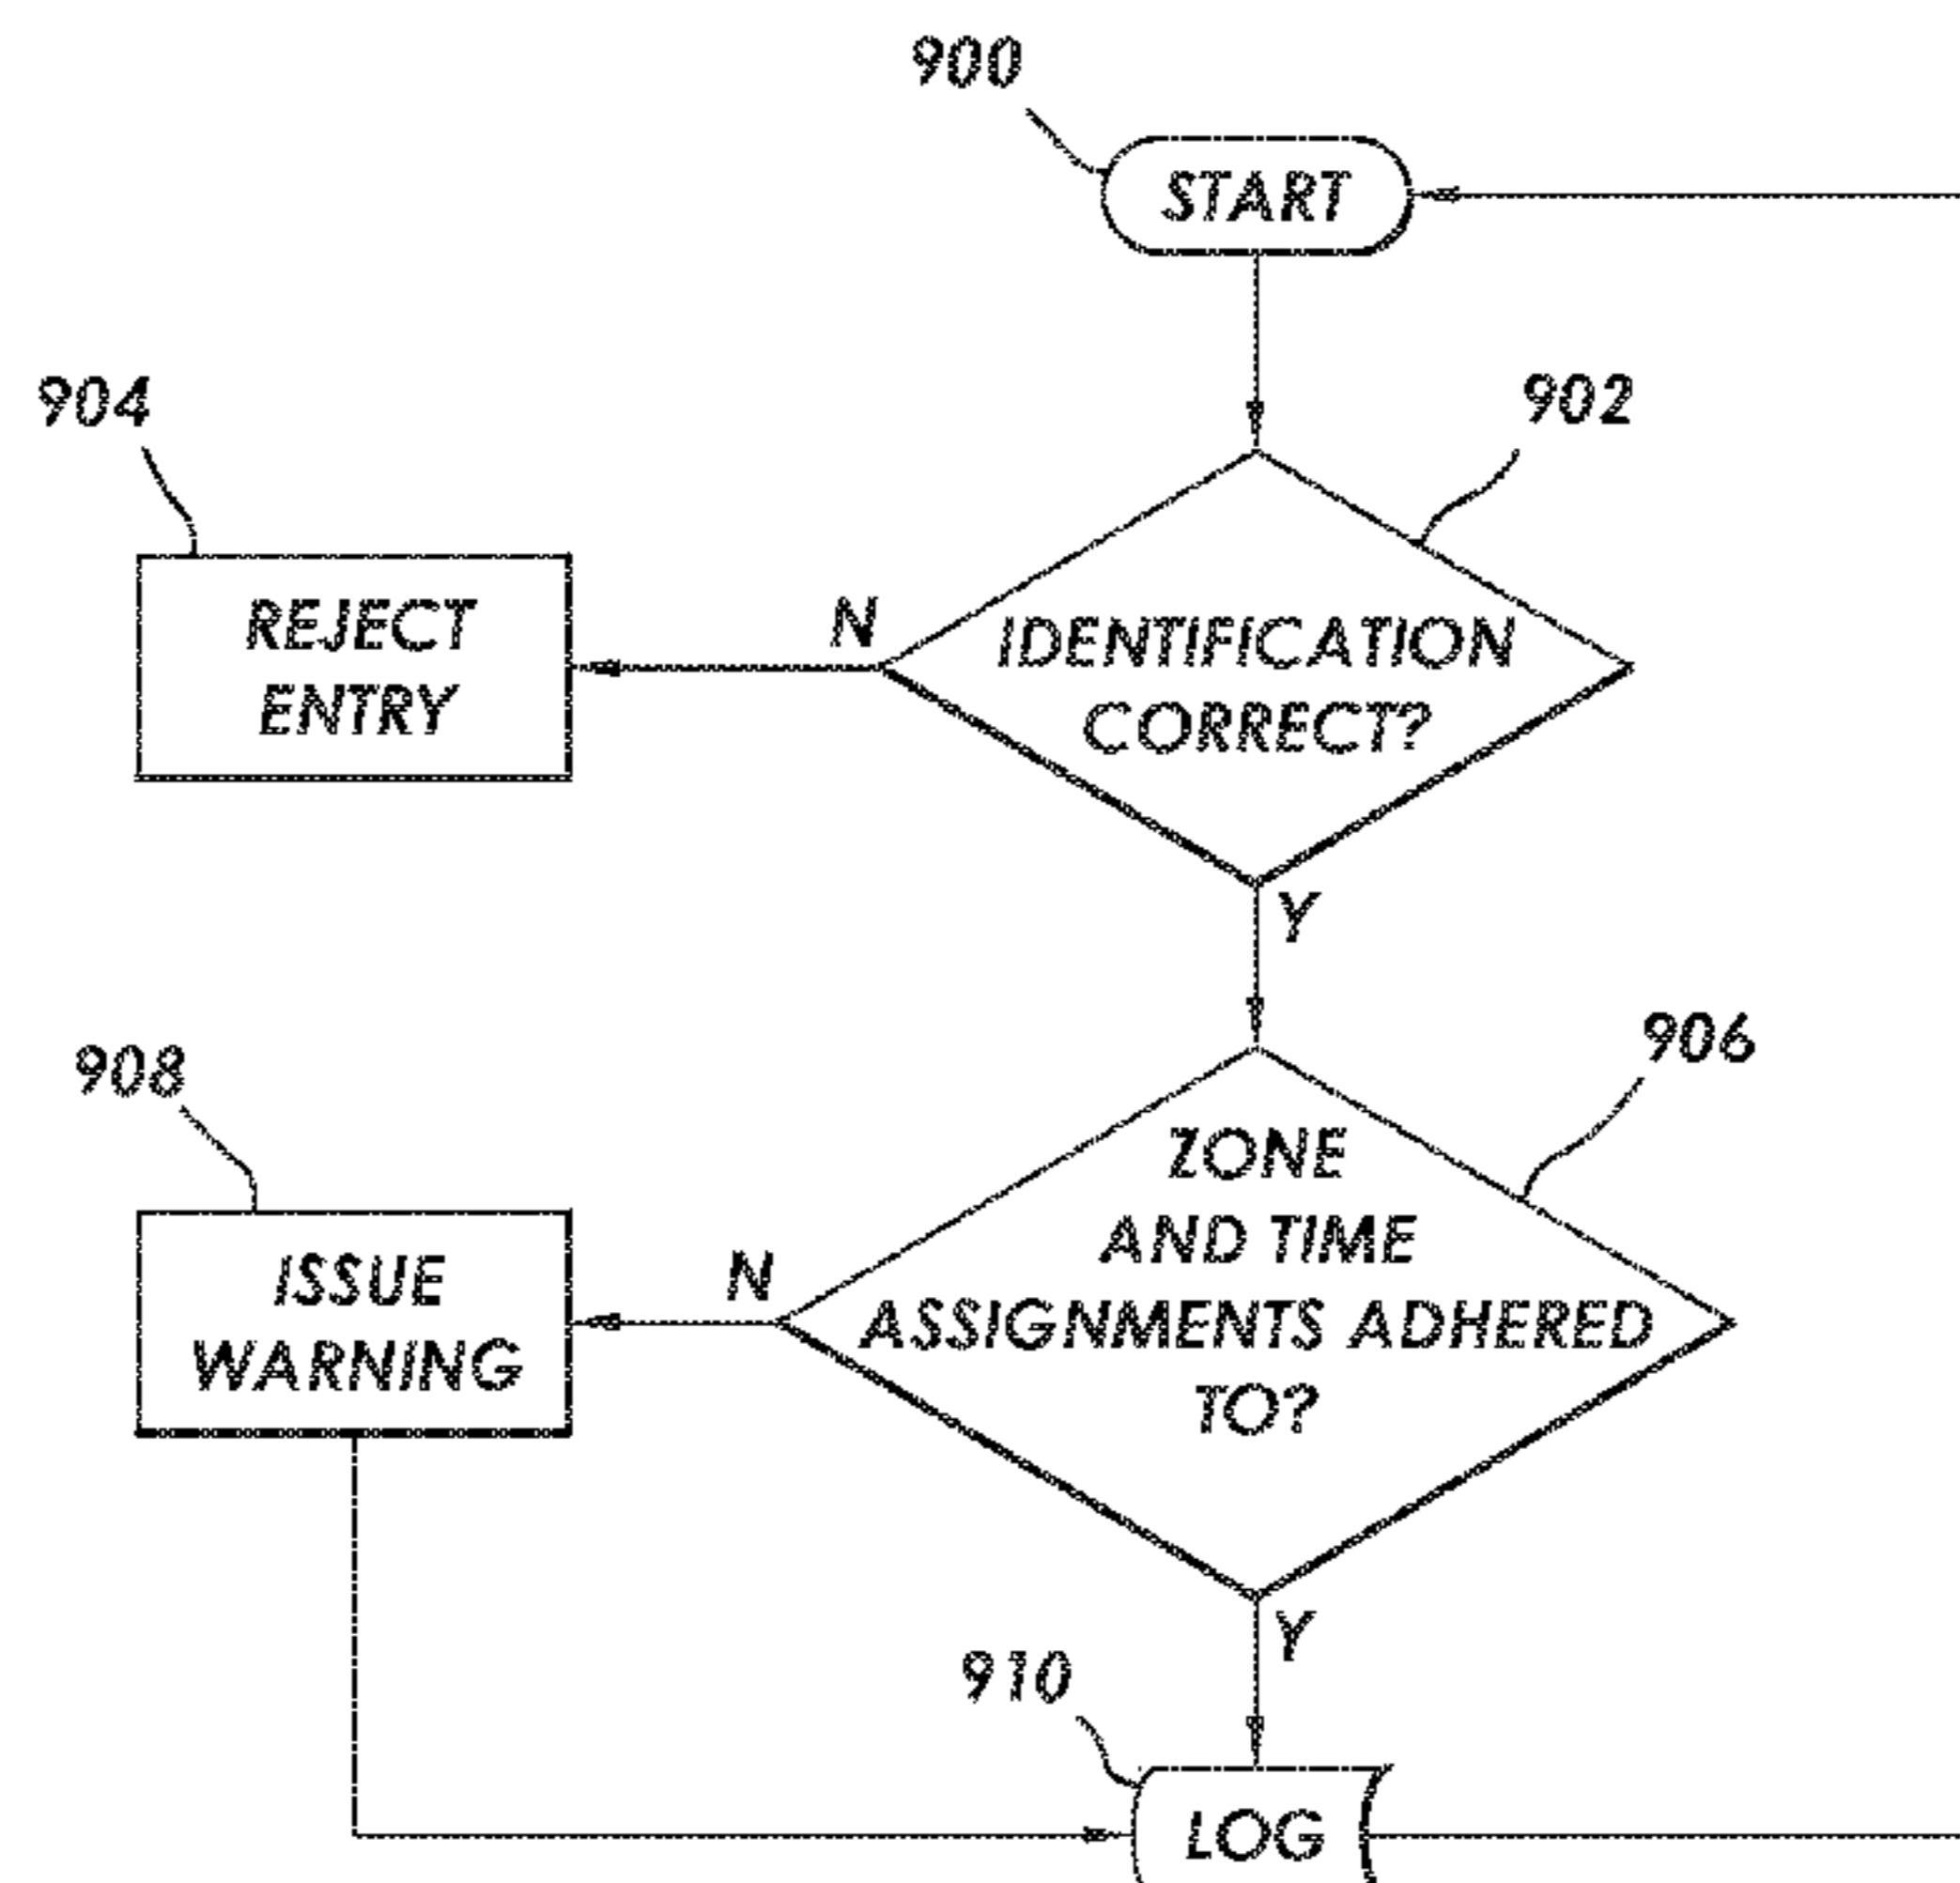 900
START
904
902
REJECT
ENTRY
N
IDENTIFICATION
CORRECT?
Y
908
906
ISSUE
WARNING
N
ZONE
AND TIME
ASSIGNMENTS ADHERED
TO?
Y
910
LOG